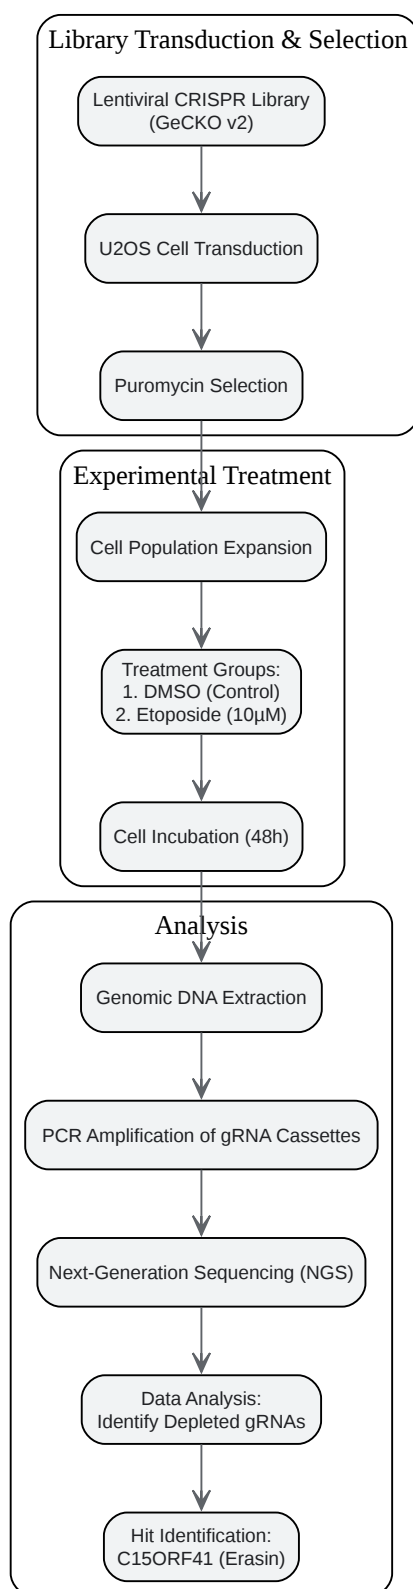 Library Transduction & Selection
Lentiviral CRISPR Library
(GeCKO v2)
U2OS Cell Transduction
Puromycin Selection
Experimental Treatment
Cell Population Expansion
Treatment Groups:
1. DMSO (Control)
2. Etoposide (10µM)
Cell Incubation (48h)
Analysis
Genomic DNA Extraction
PCR Amplification of gRNA Cassettes
Next-Generation Sequencing (NGS)
Data Analysis:
Identify Depleted gRNAs
Hit Identification:
C15ORF41 (Erasin)